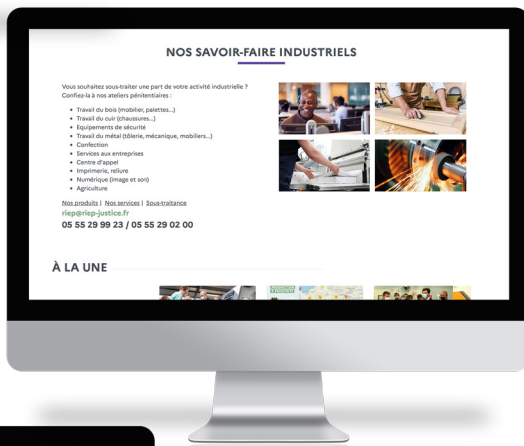 NOS SAVOIR-FAIRE INDUSTRIELS
Vous souhaitez sous-traiter une part de votre activité industrielle ?
Confiez-la à nos ateliers pénitentiaires :
• Travail du bois (mobilier, palettes...)
• Travail du cuir (chaussures...)
• Equipements de sécurité
• Travail du métal (tôlerie, mécanique, mobiliers...)
• Confection
• Services aux entreprises
• Centre d'appel
• Imprimerie, reliure
• Numérique (image et son)
• Agriculture
Nos produits | Nos services | Sous-traitance
riep@riep-justice.fr
05 55 29 99 23 / 05 55 29 02 00
À LA UNE